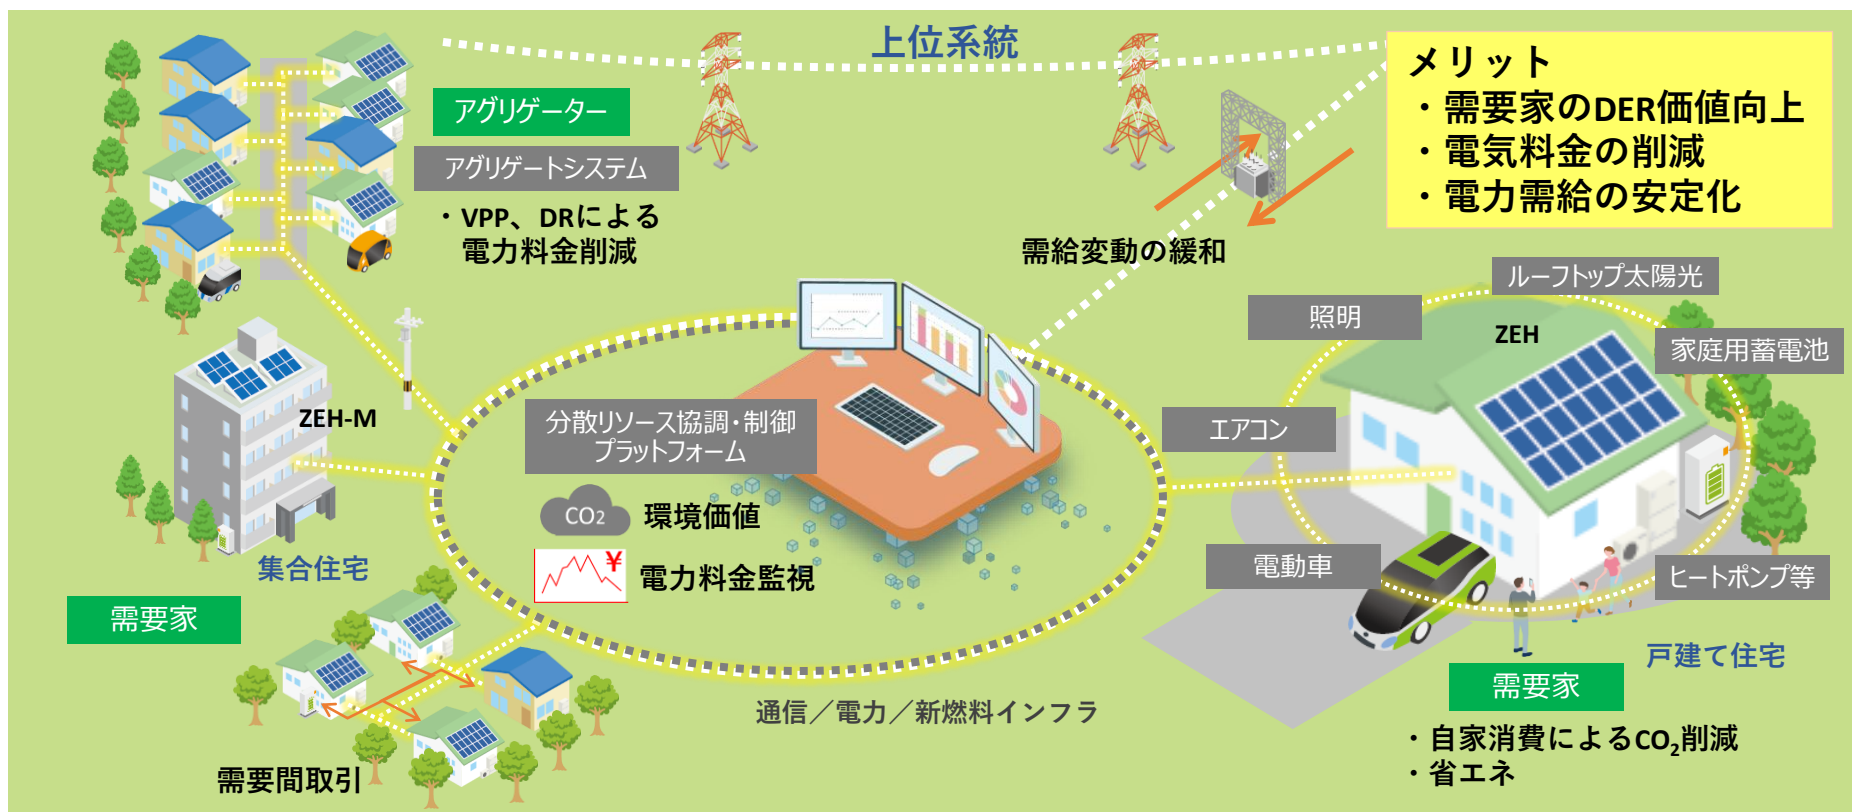 上位系統
メリット
・需要家のDER価値向上
・電気料金の削減
・電力需給の安定化
アグリゲーター
アグリゲートシステム
・VPP、DRによる
電力料金削減
需給変動の緩和
ルーフトップ太陽光
照明
ZEH
家庭用蓄電池
エアコン
ZEH-M
分散リソース協調・制御
プラットフォーム
CO2
環境価値
¥
電力料金監視
集合住宅
需要家
電動車
ヒートポンプ等
戸建て住宅
需要家
通信／電力／新燃料インフラ
・自家消費によるCO₂削減
・省エネ
需要間取引